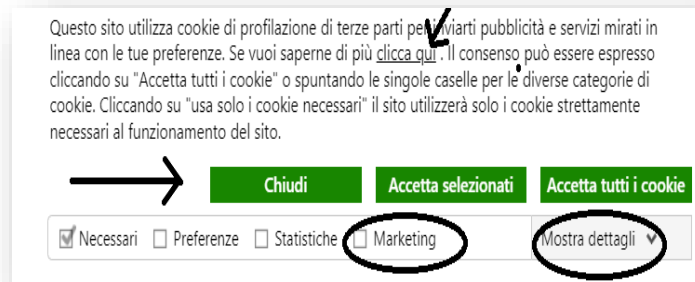 Questo sito utilizza cookie di profilazione di terze parti per inviarti pubblicità e servizi mirati in
linea con le tue preferenze. Se vuoi saperne di più clicca qui . Il consenso può essere espresso
cliccando su "Accetta tutti i cookie" o spuntando le singole caselle per le diverse categorie di
cookie. Cliccando su "usa solo i cookie necessari" il sito utilizzerà solo i cookie strettamente
necessari al funzionamento del sito.
Chiudi Accetta selezionati Accetta tutti i cookie
Necessari Preferenze Statistiche Marketing Mostra dettagli